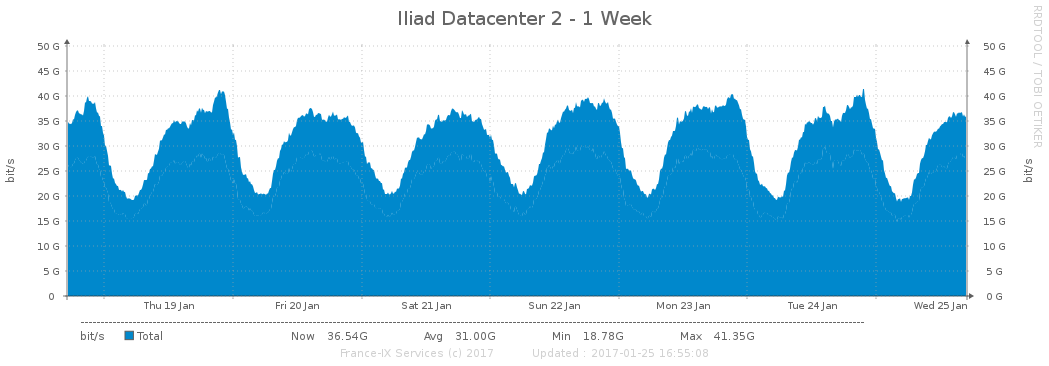 Iliad Datacenter 2 - 1 Week
RRDTOOL / TOBI OETIKER
50 G 50 G
45 G 45 G
40 G 40 G
35 G 35 G
30 G 30 G
25 G 25 G
20 G 20 G
15 G 15 G
10 G 10 G
5 G 5 G
0 0 G
bit/s bit/s
Thu 19 Jan Fri 20 Jan Sat 21 Jan Sun 22 Jan Mon 23 Jan Tue 24 Jan Wed 25 Jan
bit/s Total Now 36.54G Avg 31.00G Min 18.78G Max 41.35G
France-IX Services (c) 2017 Updated : 2017-01-25 16:55:08